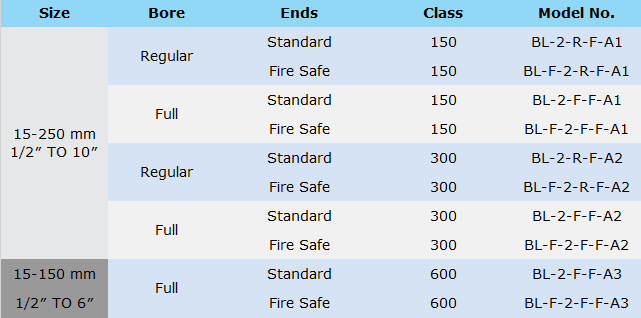 Size Bore Ends Class Model No.
Regular Standard 150 BL-2-R-F-A1
Fire Safe 150 BL-F-2-R-F-A1
Full Standard 150 BL-2-F-F-A1
Fire Safe 150 BL-F-2-F-F-A1
15-250 mm
1/2” TO 10”
Regular Standard 300 BL-2-R-F-A2
Fire Safe 300 BL-F-2-R-F-A2
Full Standard 300 BL-2-F-F-A2
Fire Safe 300 BL-F-2-F-F-A2
15-150 mm Full Standard 600 BL-2-F-F-A3
1/2” TO 6” Fire Safe 600 BL-F-2-F-F-A3